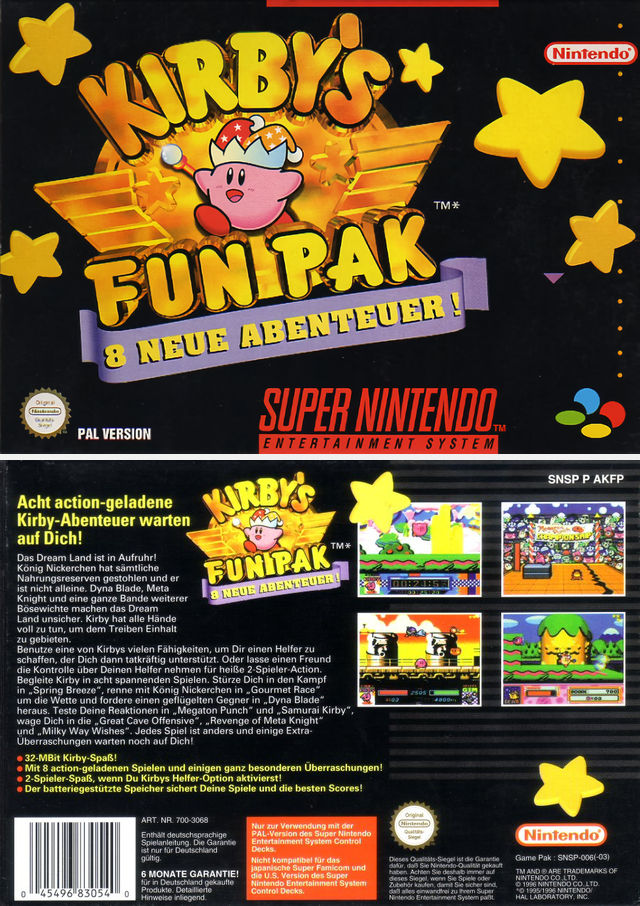 KIRBY'S
Nintendo®
TM*
FUN PAK
8 NEUE ABENTEUER!
Original
Nintendo
Qualitäts-
Siegel
PAL VERSION
SUPER NINTENDO TM
ENTERTAINMENT SYSTEM
SNSP P AKFP
Acht action-geladene
Kirby-Abenteuer warten
auf Dich!
KIRBY'S
FUN PAK
TM*
8 NEUE ABENTEUER!
Das Dream Land ist in Aufruhr!
König Nickerchen hat sämtliche
Nahrungsreserven gestohlen und er
ist nicht alleine. Dyna Blade, Meta
Knight und eine ganze Bande weiterer
Bösewichte machen das Dream
Land unsicher. Kirby hat alle Hände
voll zu tun, um dem Treiben Einhalt
zu gebieten.
Benutze eine von Kirbys vielen Fähigkeiten, um Dir einen Helfer zu
schaffen, der Dich dann tatkräftig unterstützt. Oder lasse einen Freund
die Kontrolle über Deinen Helfer nehmen für heiße 2-Spieler-Action.
Begleite Kirby in acht spannenden Spielen. Stürze Dich in den Kampf
in „Spring Breeze", renne mit König Nickerchen in „Gourmet Race"
um die Wette und fordere einen geflügelten Gegner in „Dyna Blade"
heraus. Teste Deine Reaktionen in „Megaton Punch" und „Samurai Kirby",
wage Dich in die „Great Cave Offensive", „Revenge of Meta Knight"
und „Milky Way Wishes". Jedes Spiel ist anders und einige Extra-
Überraschungen warten noch auf Dich!
● 32-MBit Kirby-Spaß!
● Mit 8 action-geladenen Spielen und einigen ganz besonderen Überraschungen!
● 2-Spieler-Spaß, wenn Du Kirbys Helfer-Option aktivierst!
● Der batteriegestützte Speicher sichert Deine Spiele und die besten Scores!
CHAMPIONSHIP
ART. NR. 700-3068
Enthält deutschsprachige
Spielanleitung. Die Garantie
ist nur für Deutschland
gültig.
6 MONATE GARANTIE!
für in Deutschland gekaufte
Produkte. Detaillierte
Hinweise inliegend.
0 45496 83054 0
Nur zur Verwendung mit der
PAL-Version des Super Nintendo
Entertainment System Control
Decks.
Nicht kompatibel für das
japanische Super Famicom und
die U.S. Version des Super
Nintendo Entertainment System
Control Decks.
Original
Nintendo
Qualitäts-
Siegel
Dieses Qualitäts-Siegel ist die Garantie
dafür, daß Sie Nintendo-Qualität gekauft
haben. Achten Sie deshalb immer auf
dieses Siegel, wenn Sie Spiele oder
Zubehör kaufen, damit Sie sicher sind,
daß alles einwandfrei zu Ihrem Super
Nintendo Entertainment System paßt.
Nintendo®
Game Pak : SNSP-006(-03)
TM AND ® ARE TRADEMARKS OF
NINTENDO CO., LTD.
© 1996 NINTENDO CO., LTD.
*© 1995/1996 NINTENDO/
HAL LABORATORY, INC.